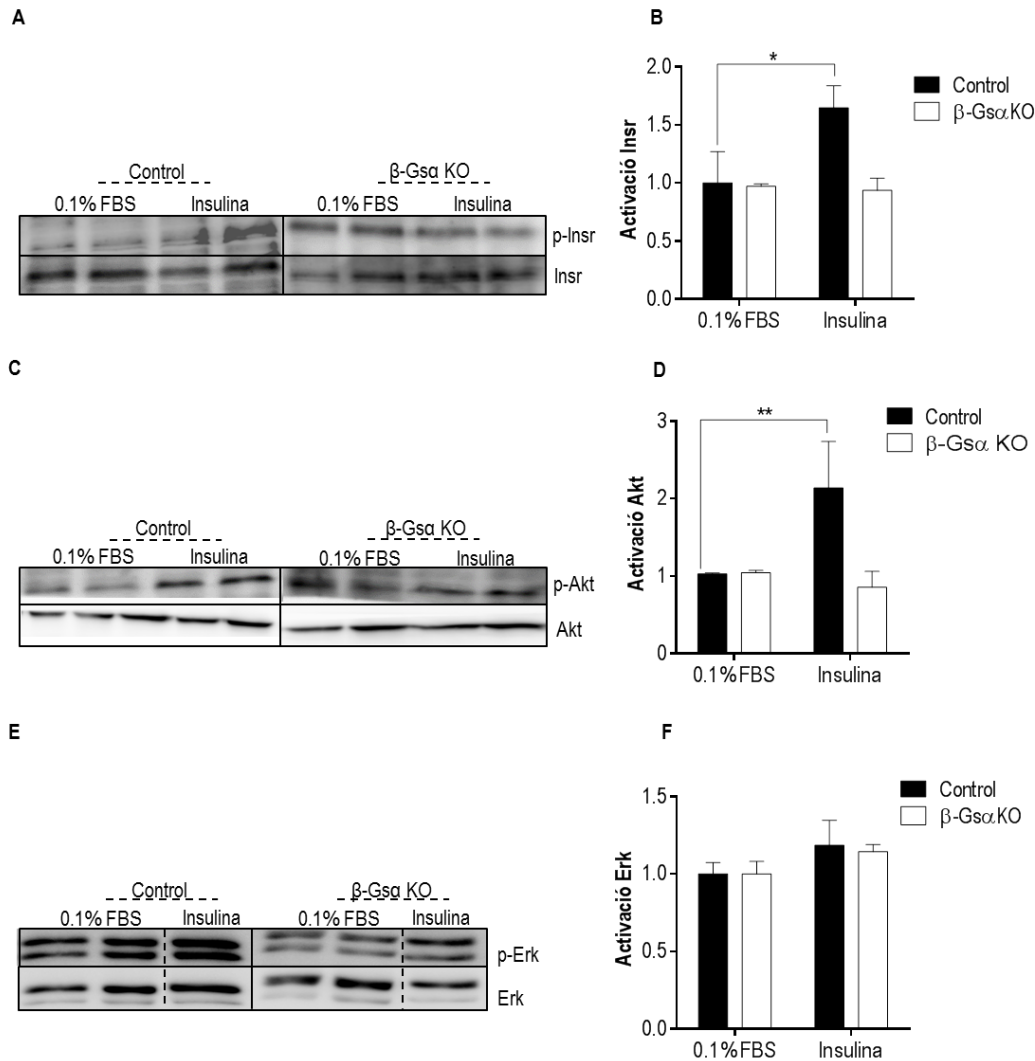 A
Control
β-Gsα KO
0.1% FBS
Insulina
0.1% FBS
Insulina
p-Insr
Insr
B
*
Control
β-GsαKO
Activació Insr
2.0
1.5
1.0
0.5
0.0
0.1%FBS
Insulina
C
Control
β-Gsα KO
0.1% FBS
Insulina
0.1% FBS
Insulina
p-Akt
Akt
D
**
Control
β-Gsα KO
Activació Akt
3
2
1
0
0.1%FBS
Insulina
E
Control
β-Gsα KO
0.1% FBS
Insulina
0.1% FBS
Insulina
p-Erk
Erk
F
Control
β-GsαKO
Activació Erk
1.5
1.0
0.5
0.0
0.1%FBS
Insulina